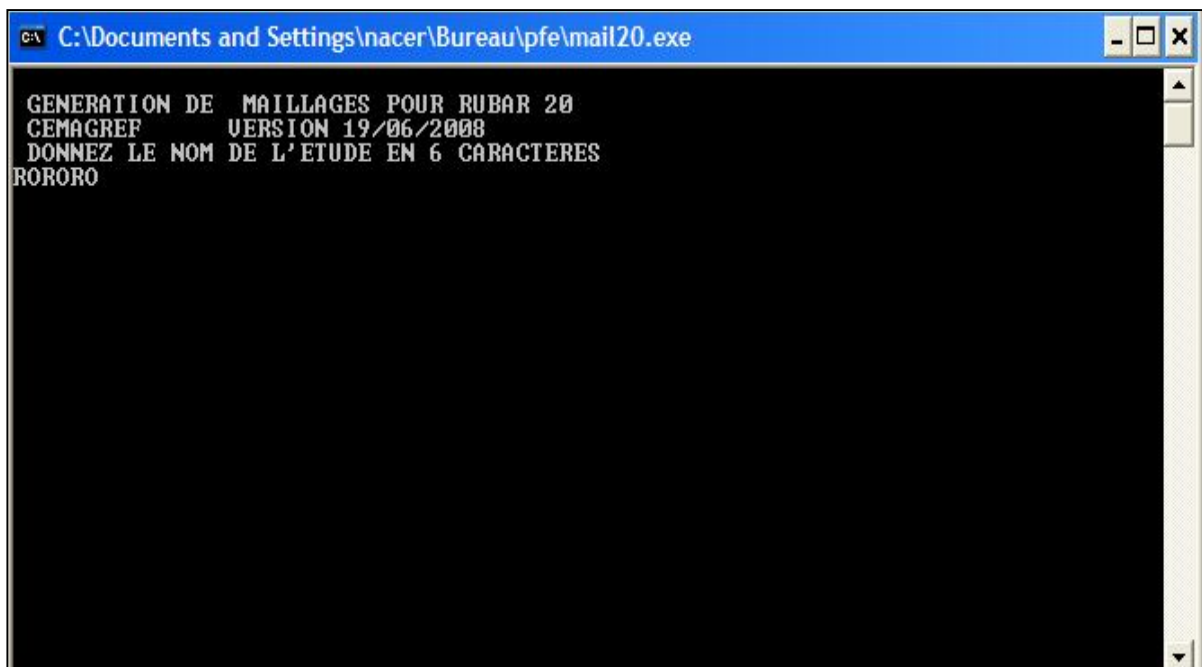 C:\Documents and Settings\nacer\Bureau\pfe\mail20.exe
GENERATION DE  MAILLAGES POUR RUBAR 20
CEMAGREF      VERSION 19/06/2008
DONNEZ LE NOM DE L'ETUDE EN 6 CARACTERES
RORORO